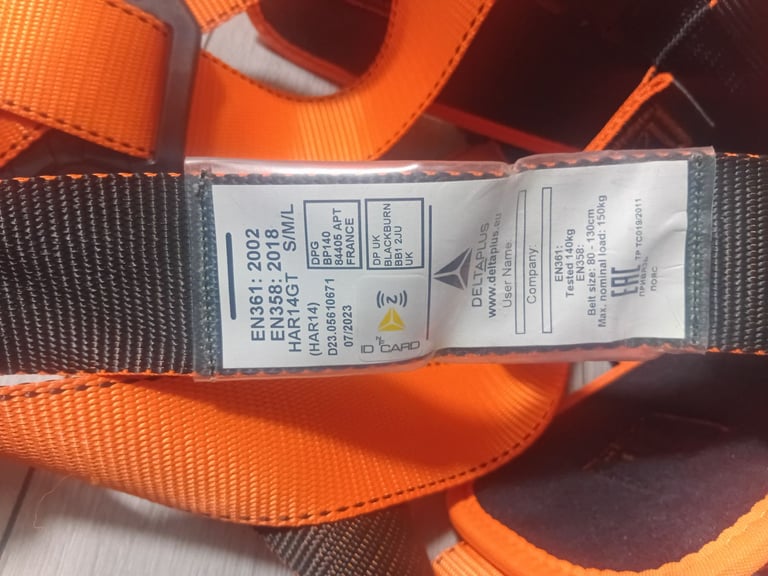 EN361: 2002
EN358: 2018
HAR14GT S/M/L
(HAR14)
D23.05610671
07/2023
DPG
BP140
84405 APT
FRANCE
DP UK
BLACKBURN
BB1 2JU
UK
ID CARD
DELTAPLUS
www.deltaplus.eu
User Name:
Company:
EN361:
Tested 140kg
EN358:
Belt size: 80 - 130cm
Max. nominal load: 150kg
EAC
ТР ТС019/2011
ПРИВЯЗЬ
ПОЯС